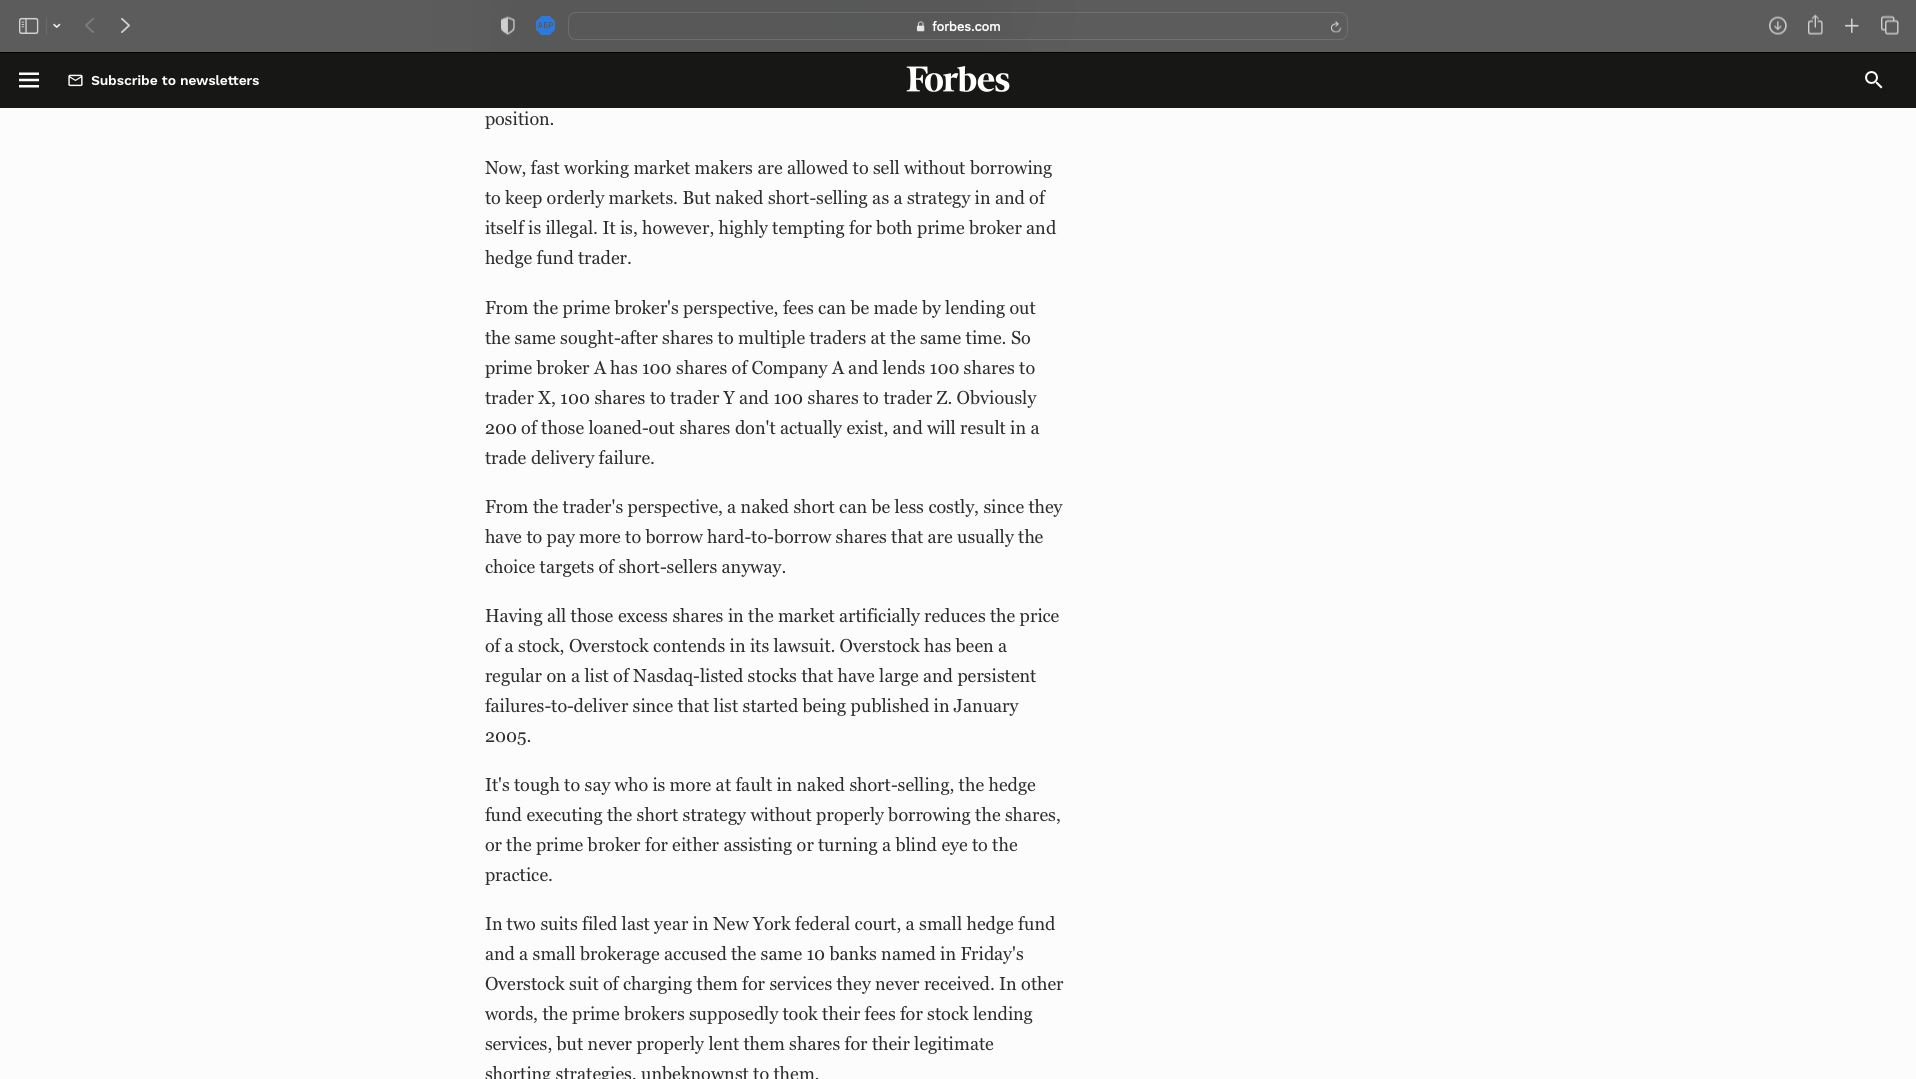 forbes.com
Subscribe to newsletters
Forbes
position.
Now, fast working market makers are allowed to sell without borrowing
to keep orderly markets. But naked short-selling as a strategy in and of
itself is illegal. It is, however, highly tempting for both prime broker and
hedge fund trader.
From the prime broker's perspective, fees can be made by lending out
the same sought-after shares to multiple traders at the same time. So
prime broker A has 100 shares of Company A and lends 100 shares to
trader X, 100 shares to trader Y and 100 shares to trader Z. Obviously
200 of those loaned-out shares don't actually exist, and will result in a
trade delivery failure.
From the trader's perspective, a naked short can be less costly, since they
have to pay more to borrow hard-to-borrow shares that are usually the
choice targets of short-sellers anyway.
Having all those excess shares in the market artificially reduces the price
of a stock, Overstock contends in its lawsuit. Overstock has been a
regular on a list of Nasdaq-listed stocks that have large and persistent
failures-to-deliver since that list started being published in January
2005.
It's tough to say who is more at fault in naked short-selling, the hedge
fund executing the short strategy without properly borrowing the shares,
or the prime broker for either assisting or turning a blind eye to the
practice.
In two suits filed last year in New York federal court, a small hedge fund
and a small brokerage accused the same 10 banks named in Friday's
Overstock suit of charging them for services they never received. In other
words, the prime brokers supposedly took their fees for stock lending
services, but never properly lent them shares for their legitimate
shorting strategies, unbeknownst to them.